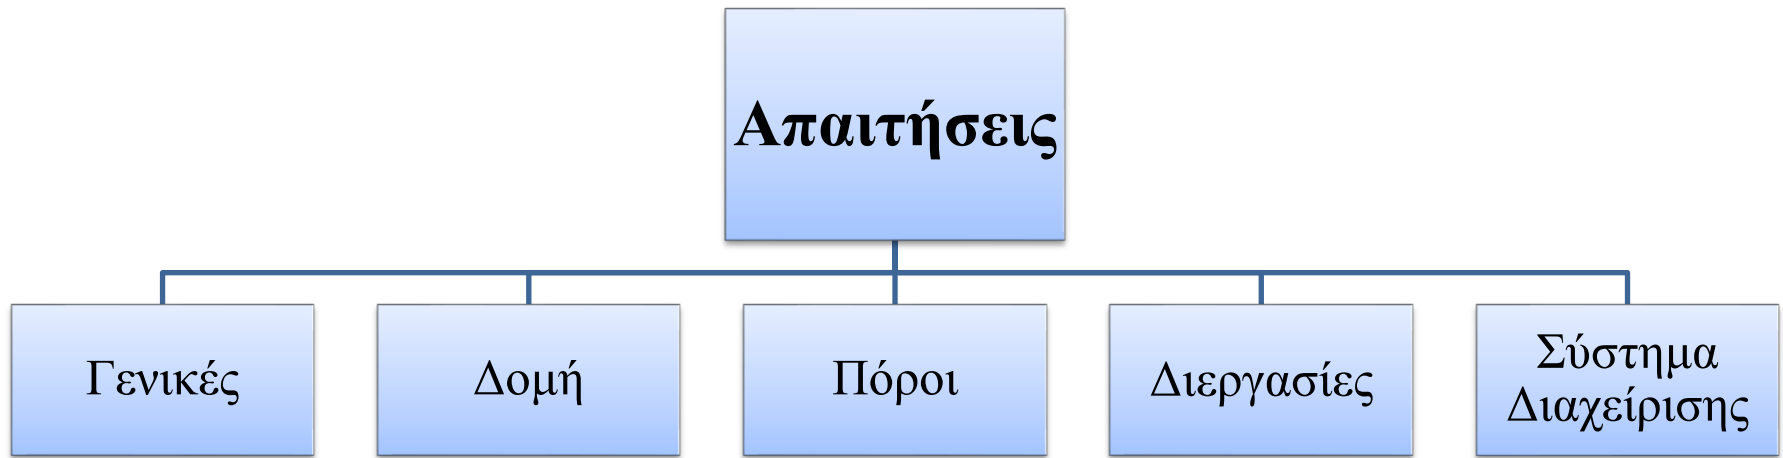 Απαιτήσεις
Γενικές
Δομή
Πόροι
Διεργασίες
Σύστημα
Διαχείρισης